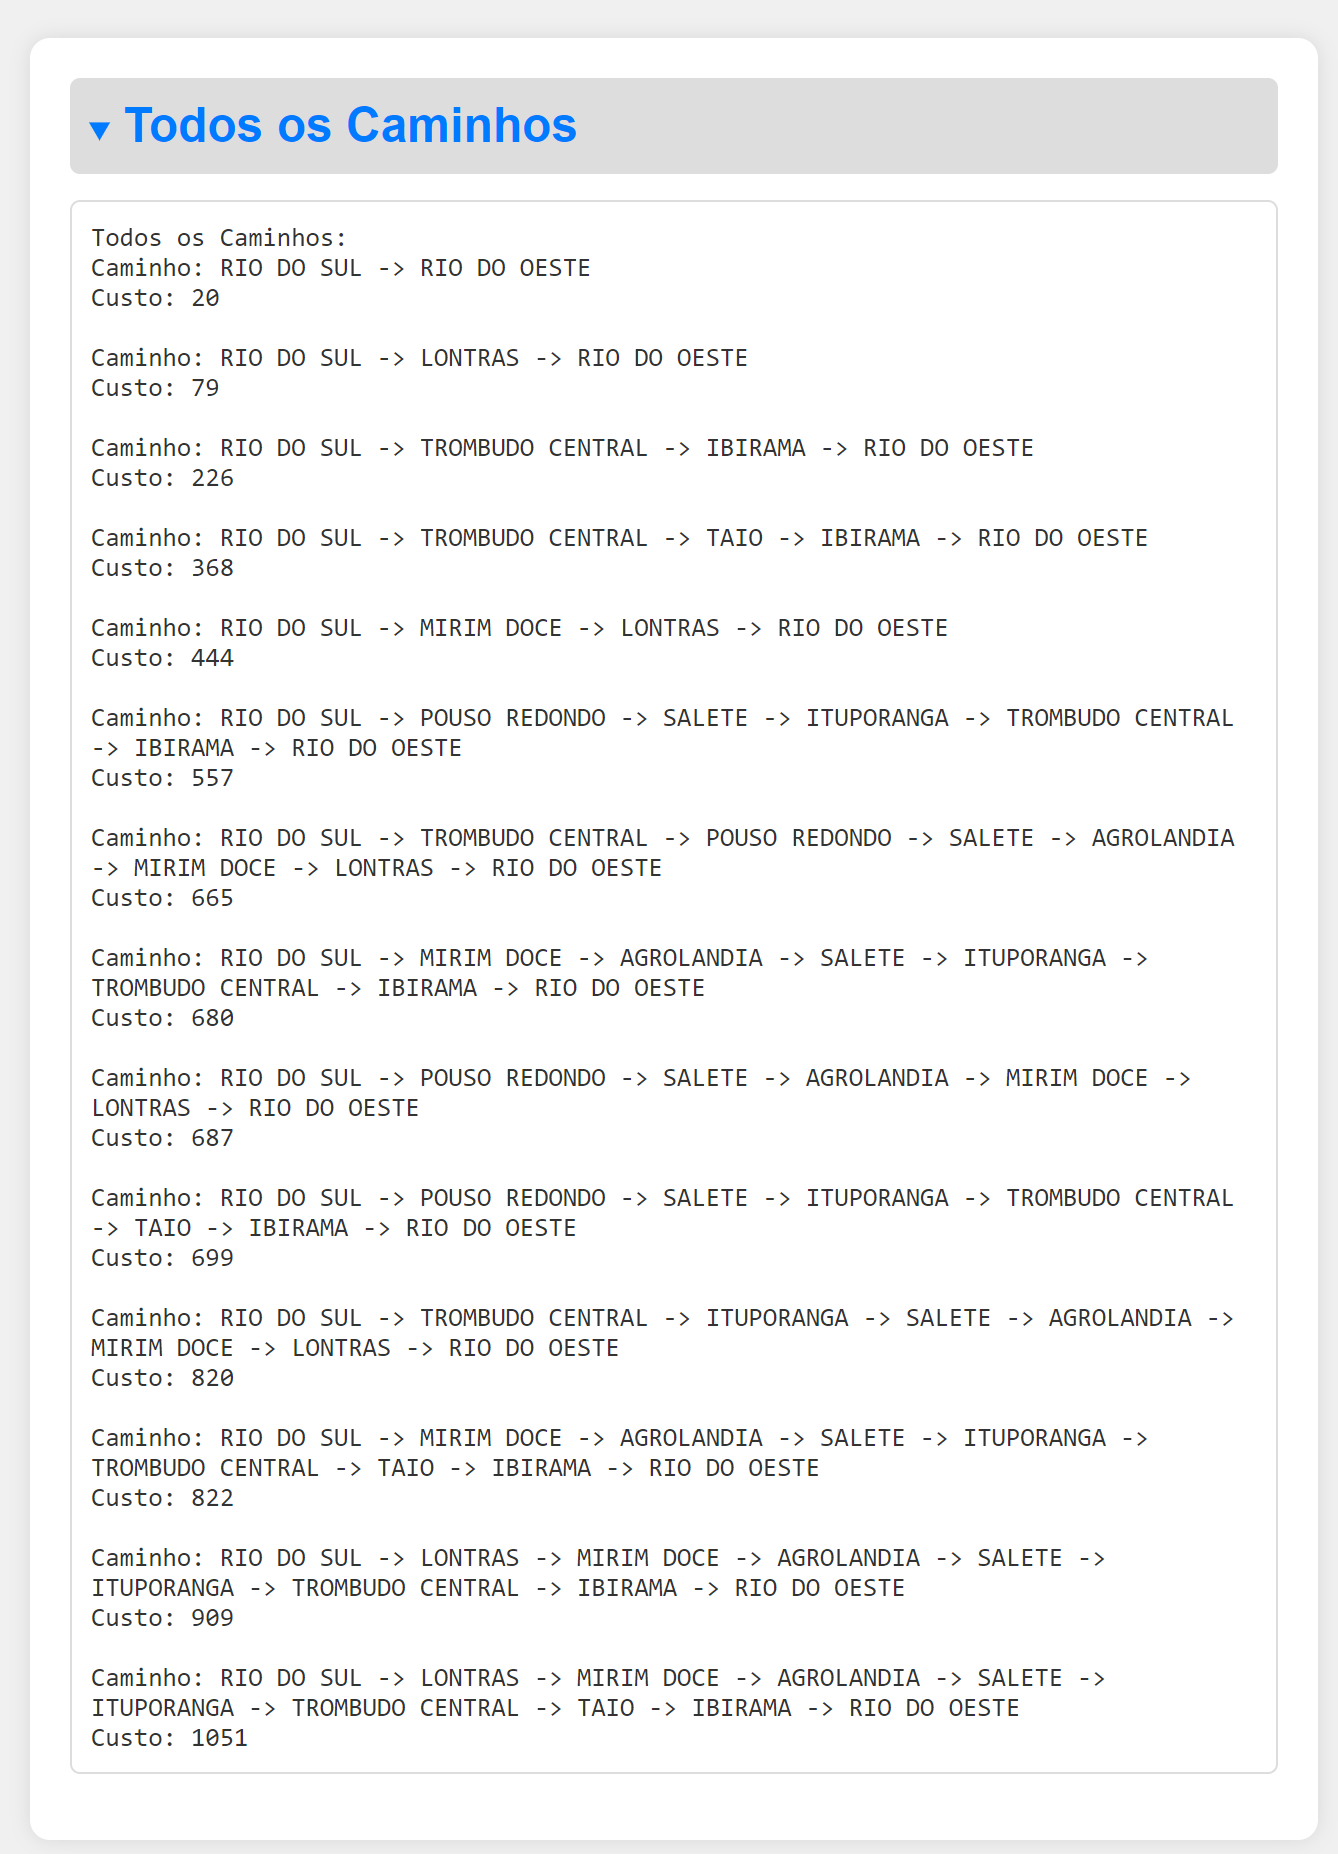 Todos os Caminhos
Todos os Caminhos:
Caminho: RIO DO SUL -> RIO DO OESTE
Custo: 20
Caminho: RIO DO SUL -> LONTRAS -> RIO DO OESTE
Custo: 79
Caminho: RIO DO SUL -> TROMBUDO CENTRAL -> IBIRAMA -> RIO DO OESTE
Custo: 226
Caminho: RIO DO SUL -> TROMBUDO CENTRAL -> TAIO -> IBIRAMA -> RIO DO OESTE
Custo: 368
Caminho: RIO DO SUL -> MIRIM DOCE -> LONTRAS -> RIO DO OESTE
Custo: 444
Caminho: RIO DO SUL -> POUSO REDONDO -> SALETE -> ITUPORANGA -> TROMBUDO CENTRAL
-> IBIRAMA -> RIO DO OESTE
Custo: 557
Caminho: RIO DO SUL -> TROMBUDO CENTRAL -> POUSO REDONDO -> SALETE -> AGROLANDIA
-> MIRIM DOCE -> LONTRAS -> RIO DO OESTE
Custo: 665
Caminho: RIO DO SUL -> MIRIM DOCE -> AGROLANDIA -> SALETE -> ITUPORANGA ->
TROMBUDO CENTRAL -> IBIRAMA -> RIO DO OESTE
Custo: 680
Caminho: RIO DO SUL -> POUSO REDONDO -> SALETE -> AGROLANDIA -> MIRIM DOCE ->
LONTRAS -> RIO DO OESTE
Custo: 687
Caminho: RIO DO SUL -> POUSO REDONDO -> SALETE -> ITUPORANGA -> TROMBUDO CENTRAL
-> TAIO -> IBIRAMA -> RIO DO OESTE
Custo: 699
Caminho: RIO DO SUL -> TROMBUDO CENTRAL -> ITUPORANGA -> SALETE -> AGROLANDIA ->
MIRIM DOCE -> LONTRAS -> RIO DO OESTE
Custo: 820
Caminho: RIO DO SUL -> MIRIM DOCE -> AGROLANDIA -> SALETE -> ITUPORANGA ->
TROMBUDO CENTRAL -> TAIO -> IBIRAMA -> RIO DO OESTE
Custo: 822
Caminho: RIO DO SUL -> LONTRAS -> MIRIM DOCE -> AGROLANDIA -> SALETE ->
ITUPORANGA -> TROMBUDO CENTRAL -> IBIRAMA -> RIO DO OESTE
Custo: 909
Caminho: RIO DO SUL -> LONTRAS -> MIRIM DOCE -> AGROLANDIA -> SALETE ->
ITUPORANGA -> TROMBUDO CENTRAL -> TAIO -> IBIRAMA -> RIO DO OESTE
Custo: 1051